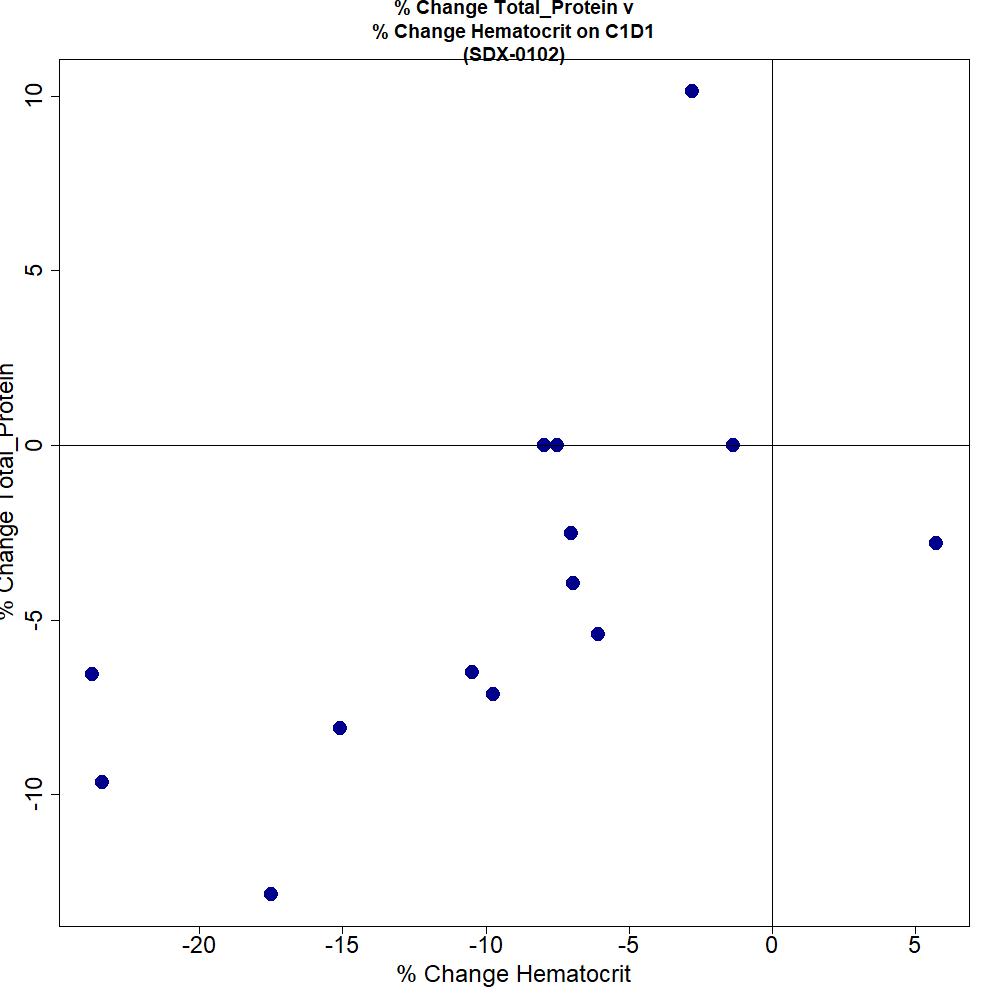 % Change Total_Protein v
% Change Hematocrit on C1D1
(SDX-0102)
10
5
0
-5
-10
% Change Total_Protein
-20
-15
-10
-5
0
5
% Change Hematocrit